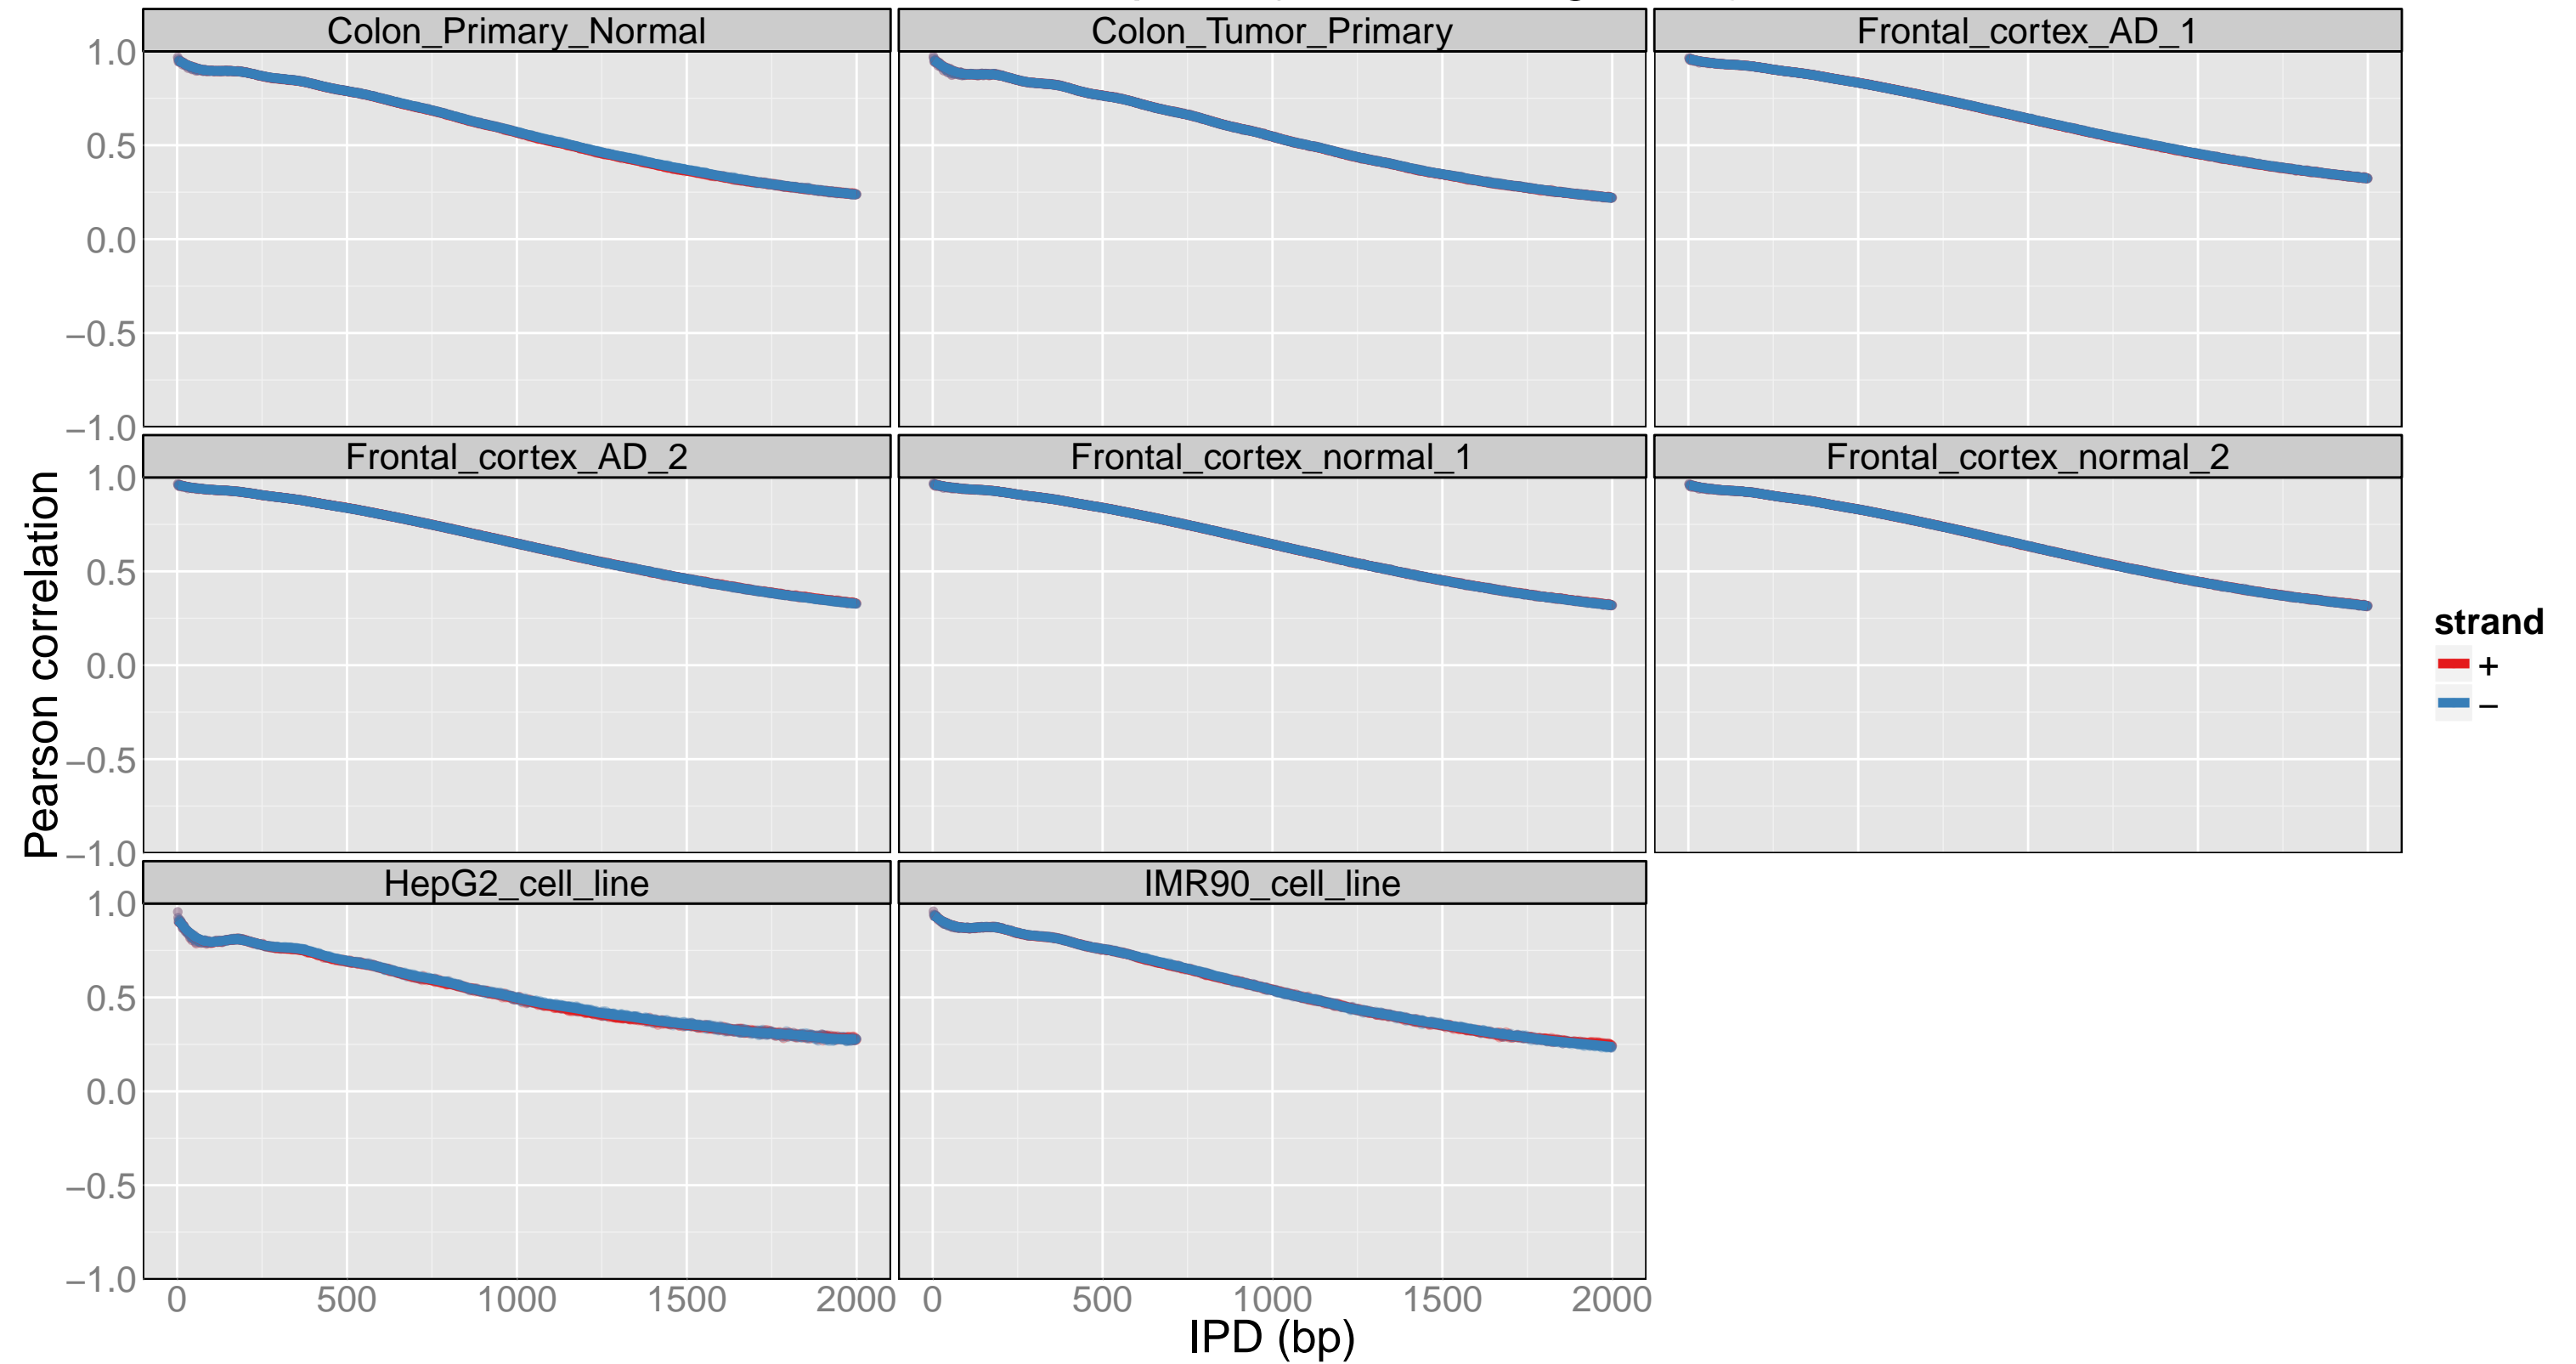 Colon_Primary_Normal
Colon_Tumor_Primary
Frontal_cortex_AD_1
1.0
0.5
0.0
−0.5
−1.0
Frontal_cortex_AD_2
Frontal_cortex_normal_1
Frontal_cortex_normal_2
1.0
0.5
0.0
−0.5
−1.0
HepG2_cell_line
IMR90_cell_line
1.0
0.5
0.0
−0.5
−1.0
0 500 1000 1500 2000
0 500 1000 1500 2000
Pearson correlation
IPD (bp)
strand
+
−